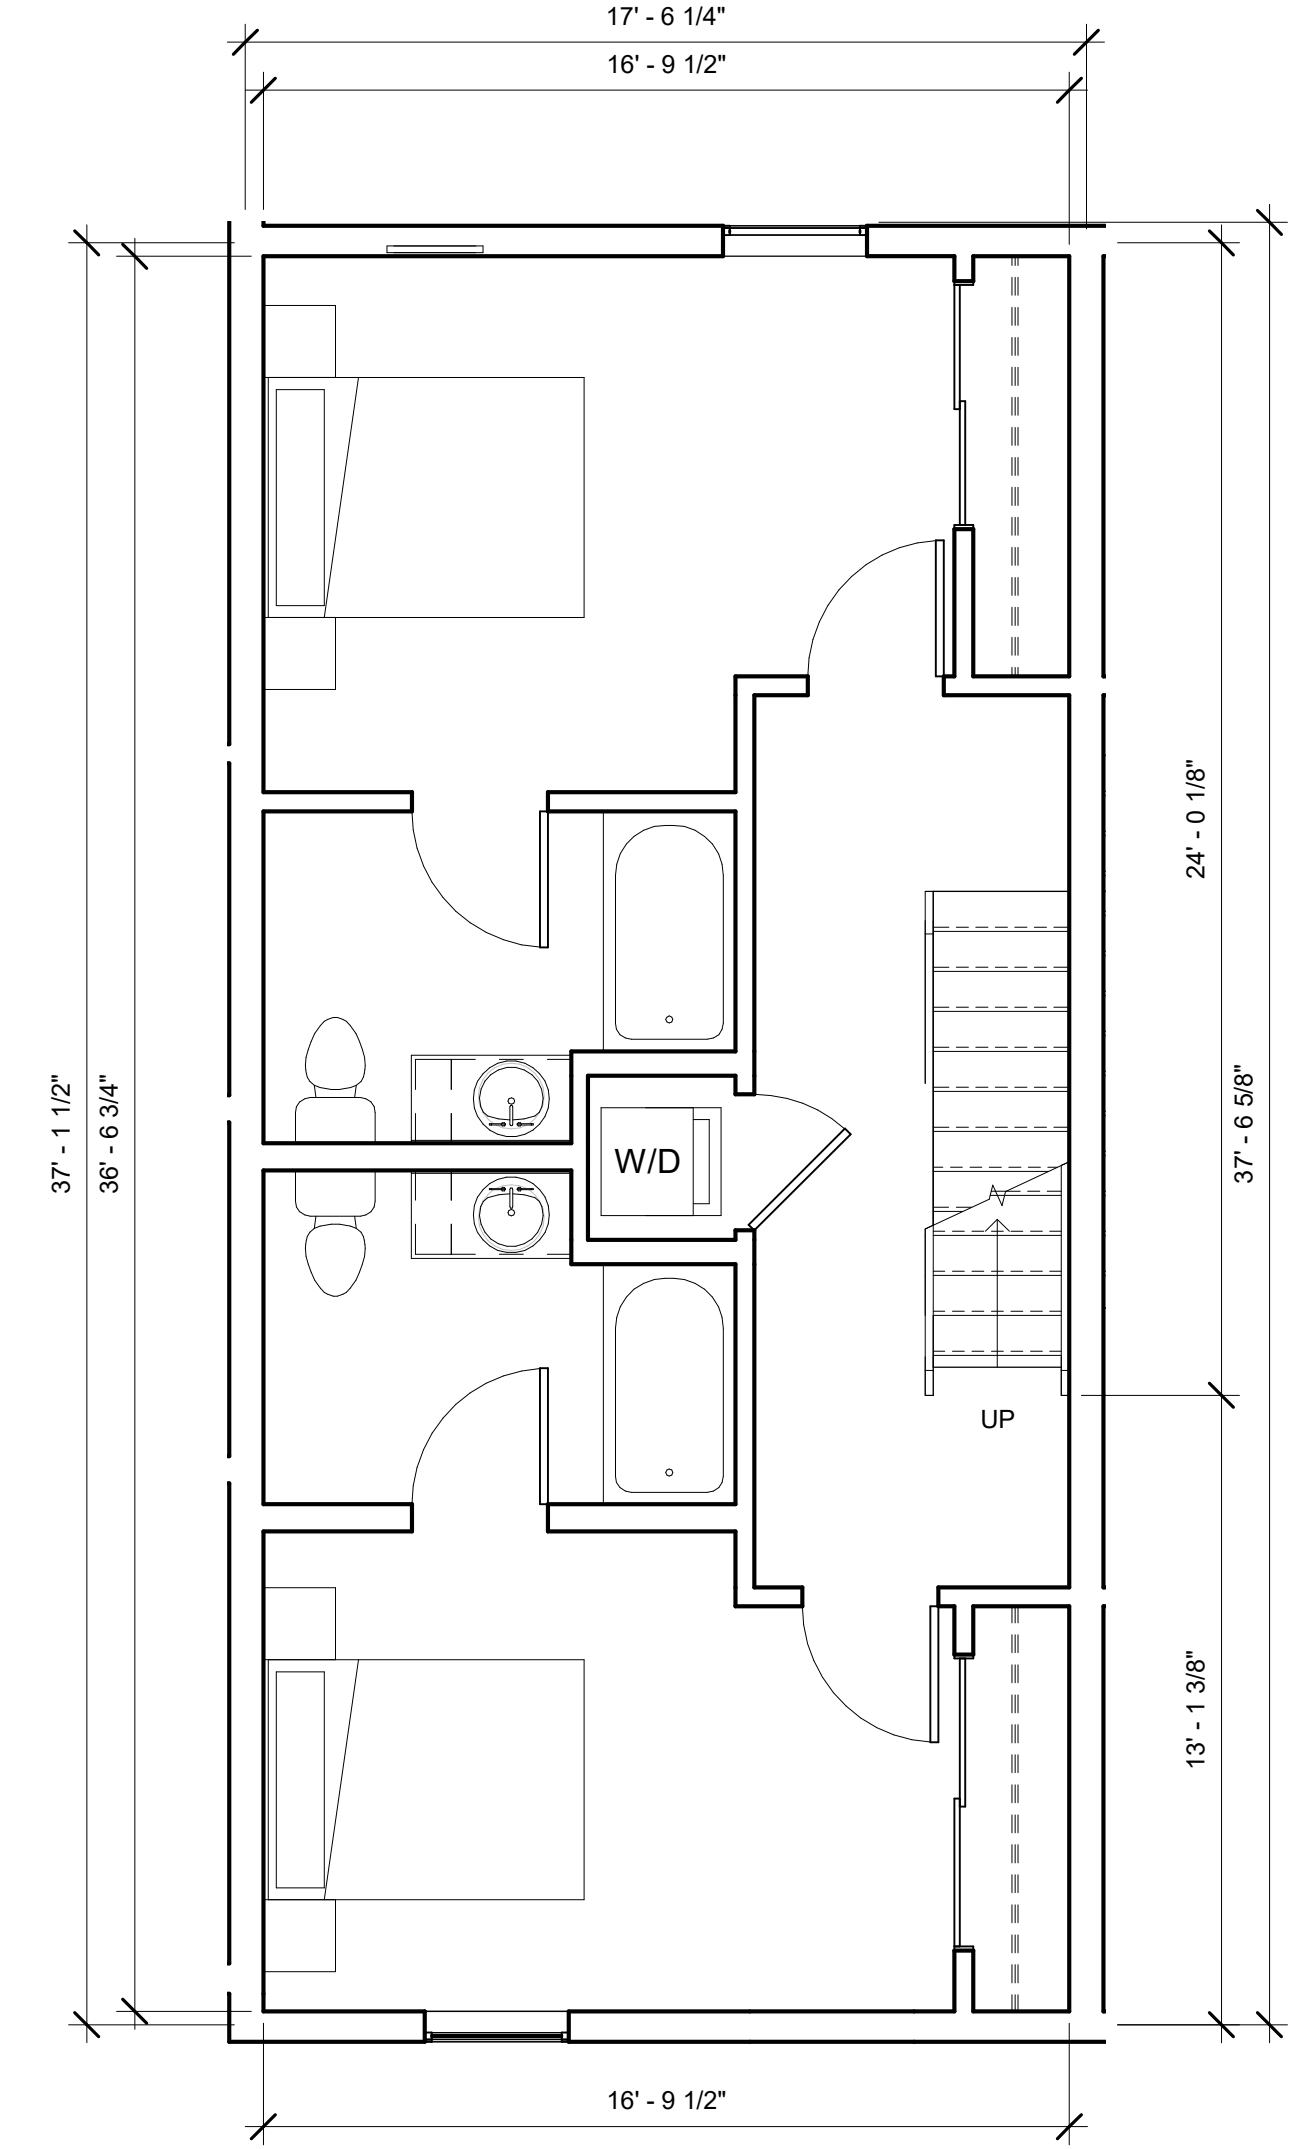 17' - 6 1/4"
16' - 9 1/2"
24' - 0 1/8"
37' - 1 1/2"
36' - 6 3/4"
W/D
37' - 6 5/8"
UP
13' - 1 3/8"
16' - 9 1/2"